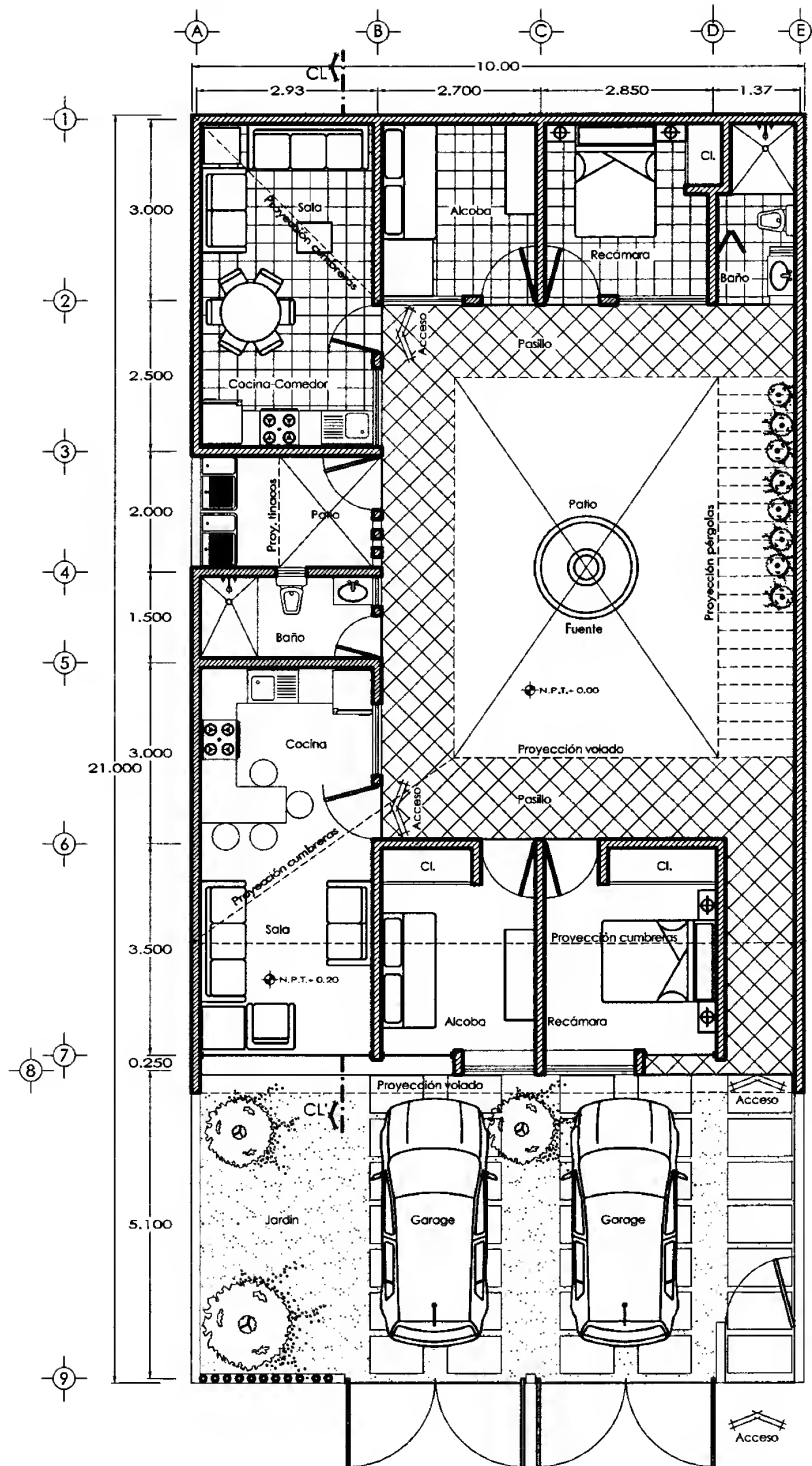 A B C D E
CL
10.00
2.93 2.700 2.850 1.37
1
3.000
Sala
Proyección cumbreras
Alcoba
Cl.
Recámara
Baño
2
Acceso
Pasillo
2.500
Cocina-Comedor
3
2.000
Proy. tinacos
Patio
Patio
Proyección pérgolas
4
1.500
Baño
Fuente
5
N.P.T.+ 0.00
3.000
Cocina
21.000
Proyección volado
Acceso
Pasillo
6
Proyección cumbreras
Cl.
Cl.
Sala
Proyección cumbreras
3.500
N.P.T.+ 0.20
Alcoba
Recámara
7
0.250
8
Proyección volado
Acceso
CL
5.100
Jardín
Garage
Garage
9
Acceso